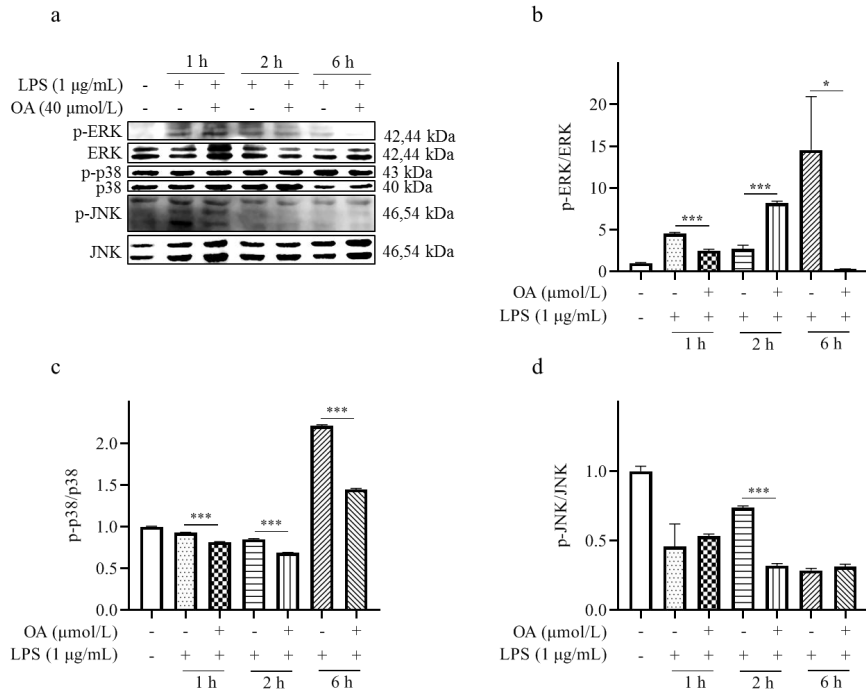 a
1 h 2 h 6 h
LPS (1 μg/mL) - + + + + + +
OA (40 μmol/L) - - + - + - +
p-ERK 42,44 kDa
ERK 42,44 kDa
p-p38 43 kDa
p38 40 kDa
p-JNK 46,54 kDa
JNK 46,54 kDa
b
p-ERK/ERK
20
15
10
5
0
*** *** *
OA (μmol/L) - - + - + - +
LPS (1 μg/mL) - + + + + + +
1 h 2 h 6 h
c
p-p38/p38
2.0
1.5
1.0
0.5
0.0
*** *** ***
OA (μmol/L) - - + - + - +
LPS (1 μg/mL) - + + + + + +
1 h 2 h 6 h
d
p-JNK/JNK
1.0
0.5
0.0
***
OA (μmol/L) - - + - + - +
LPS (1 μg/mL) - + + + + + +
1 h 2 h 6 h